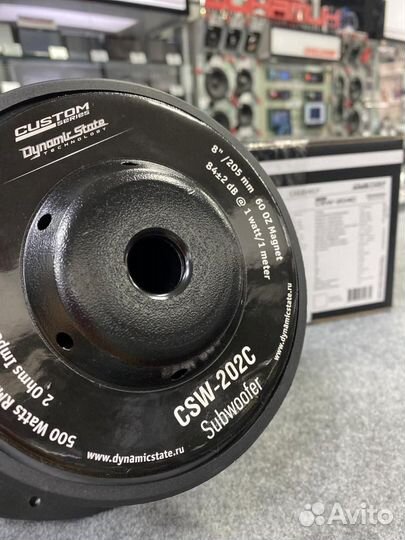 CUSTOM
SERIES
Dynamic State
TECHNOLOGY
8"/205 mm 60 OZ Magnet
84±2 dB @ 1 watt/1 meter
www.dynamicstate.ru
CSW-202C
Subwoofer
www.dynamicstate.ru
500 Watts
2 Ohms
Avito